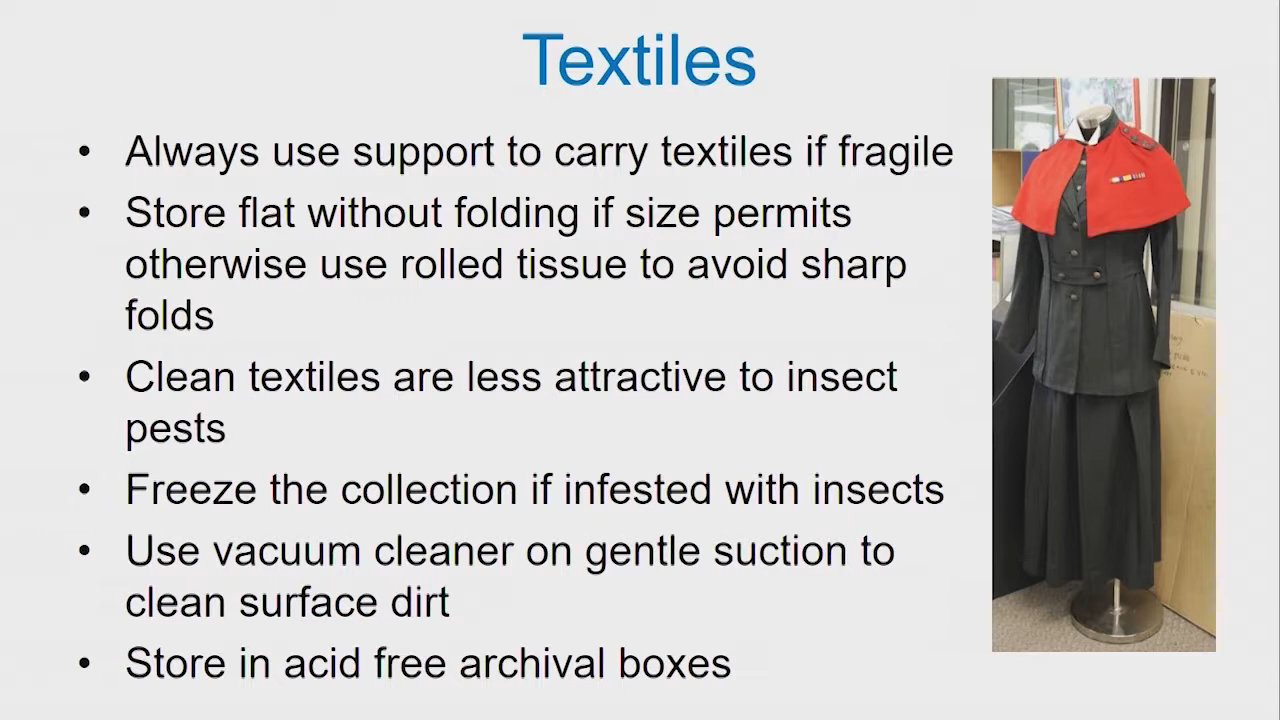 Textiles
• Always use support to carry textiles if fragile
• Store flat without folding if size permits
otherwise use rolled tissue to avoid sharp
folds
• Clean textiles are less attractive to insect
pests
• Freeze the collection if infested with insects
• Use vacuum cleaner on gentle suction to
clean surface dirt
• Store in acid free archival boxes